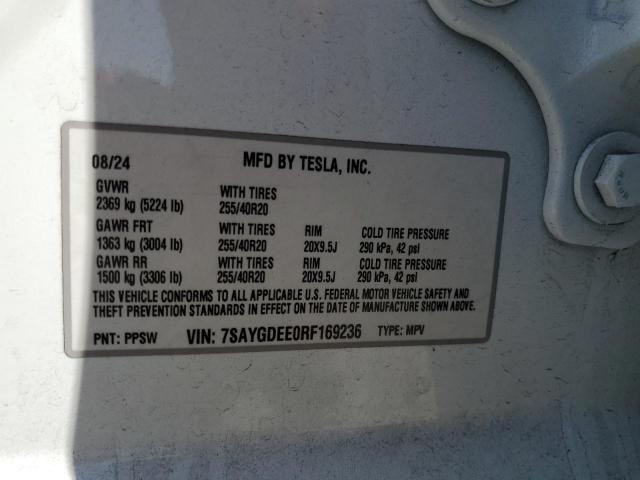 08/24 MFD BY TESLA, INC.
GVWR WITH TIRES
2369 kg (5224 lb) 255/40R20
GAWR FRT WITH TIRES RIM COLD TIRE PRESSURE
1363 kg (3004 lb) 255/40R20 20X9.5J 290 kPa, 42 psi
GAWR RR WITH TIRES RIM COLD TIRE PRESSURE
1500 kg (3306 lb) 255/40R20 20X9.5J 290 kPa, 42 psi
THIS VEHICLE CONFORMS TO ALL APPLICABLE U.S. FEDERAL MOTOR VEHICLE SAFETY AND
THEFT PREVENTION STANDARDS IN EFFECT ON THE DATE OF MANUFACTURE SHOWN ABOVE.
PNT: PPSW VIN: 7SAYGDEE0RF169236 TYPE: MPV